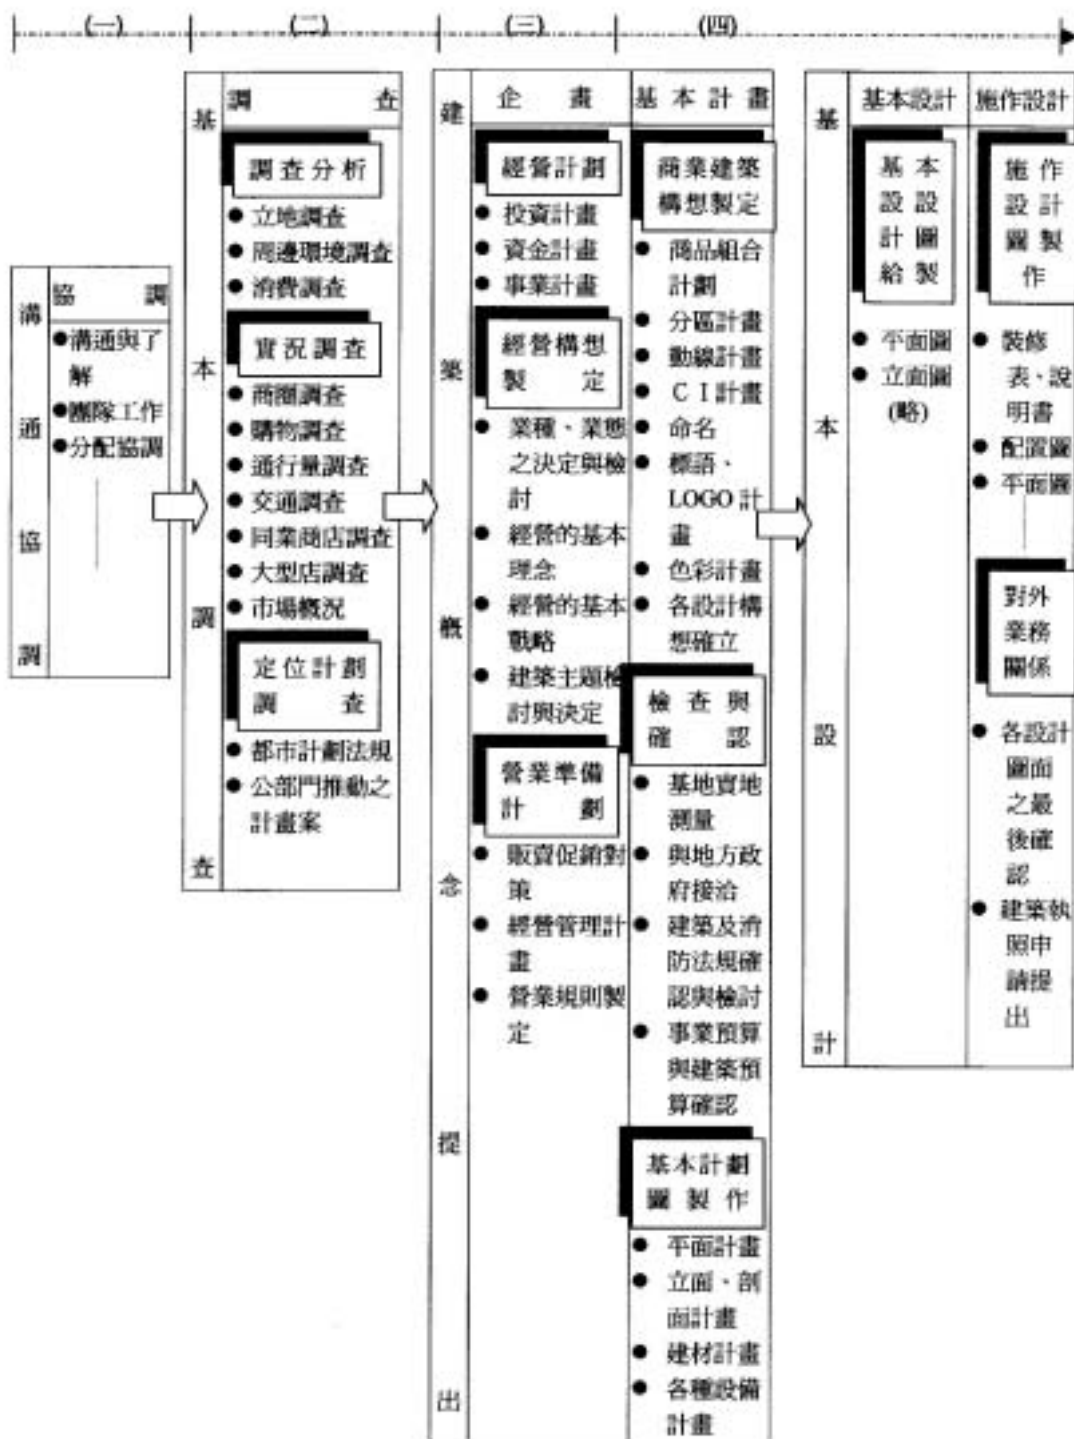 (一)
(二)
(三)
(四)
溝通協調
協調
●溝通與了
解
●團隊工作
●分配協調
基本調查
調查
調查分析
● 立地調查
● 周邊環境調查
● 消費調查
實況調查
● 商圈調查
● 購物調查
● 通行量調查
● 交通調查
● 同業商店調查
● 大型店調查
● 市場概況
定位計劃
調查
● 都市計劃法規
● 公部門推動之
計畫案
建築概念提出
企畫
經營計劃
● 投資計畫
● 資金計畫
● 事業計畫
經營構想
製定
● 業種、業態
之決定與檢
討
● 經營的基本
理念
● 經營的基本
戰略
● 建築主題檢
討與決定
營業準備
計劃
● 販賣促銷對
策
● 經營管理計
畫
● 營業規則製
定
基本計畫
商業建築
構想製定
● 商品組合
計劃
● 分區計畫
● 動線計畫
● CI計畫
● 命名
● 標語、
LOGO 計
畫
● 色彩計畫
● 各設計構
想確立
檢查與
確認
● 基地實地
測量
● 與地方政
府接洽
● 建築及消
防法規確
認與檢討
● 事業預算
與建築預
算確認
基本計劃
圖製作
● 平面計畫
● 立面、剖
面計畫
● 建材計畫
● 各種設備
計畫
基本設計
基本設計
基本
設設
計圖
給製
● 平面圖
● 立面圖
(略)
施作設計
施作
設計
圖製
作
● 裝修
表、說
明書
● 配置圖
● 平面圖
對外
業務
關係
● 各設計
圖面
之最
後確
認
● 建築執
照申
請提
出